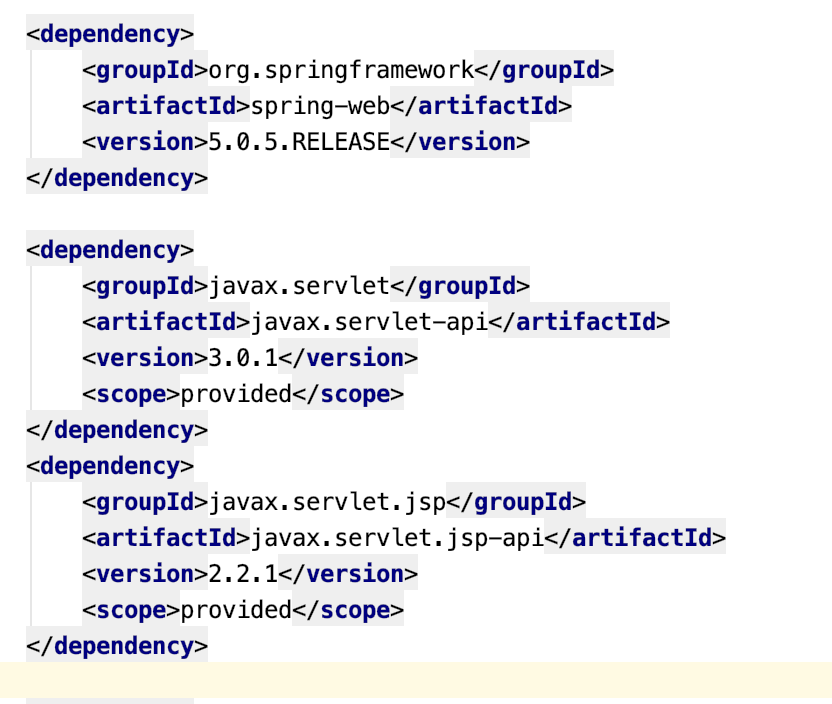 <dependency>
    <groupId>org.springframework</groupId>
    <artifactId>spring-web</artifactId>
    <version>5.0.5.RELEASE</version>
</dependency>

<dependency>
    <groupId>javax.servlet</groupId>
    <artifactId>javax.servlet-api</artifactId>
    <version>3.0.1</version>
    <scope>provided</scope>
</dependency>
<dependency>
    <groupId>javax.servlet.jsp</groupId>
    <artifactId>javax.servlet.jsp-api</artifactId>
    <version>2.2.1</version>
    <scope>provided</scope>
</dependency>